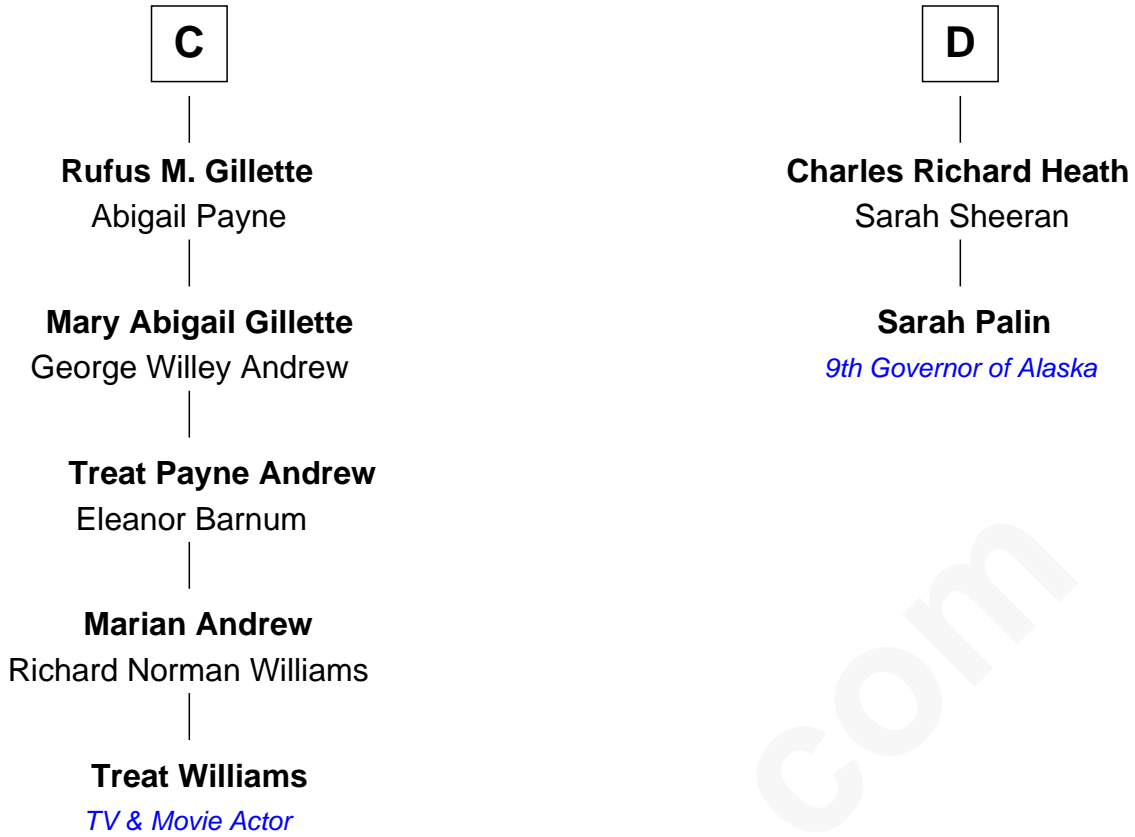 C
Rufus M. Gillette
Abigail Payne
Mary Abigail Gillette
George Willey Andrew
Treat Payne Andrew
Eleanor Barnum
Marian Andrew
Richard Norman Williams
Treat Williams
TV & Movie Actor
D
Charles Richard Heath
Sarah Sheeran
Sarah Palin
9th Governor of Alaska
com